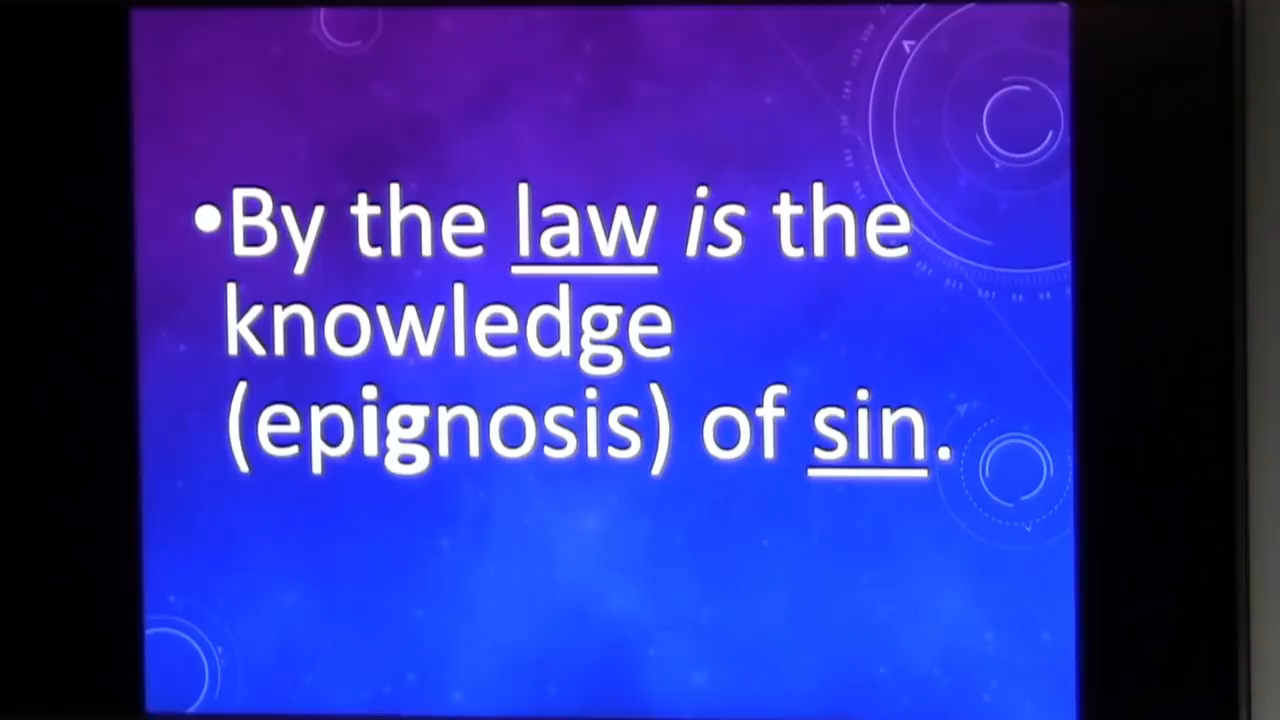 •By the law is the
knowledge
(epignosis) of sin.